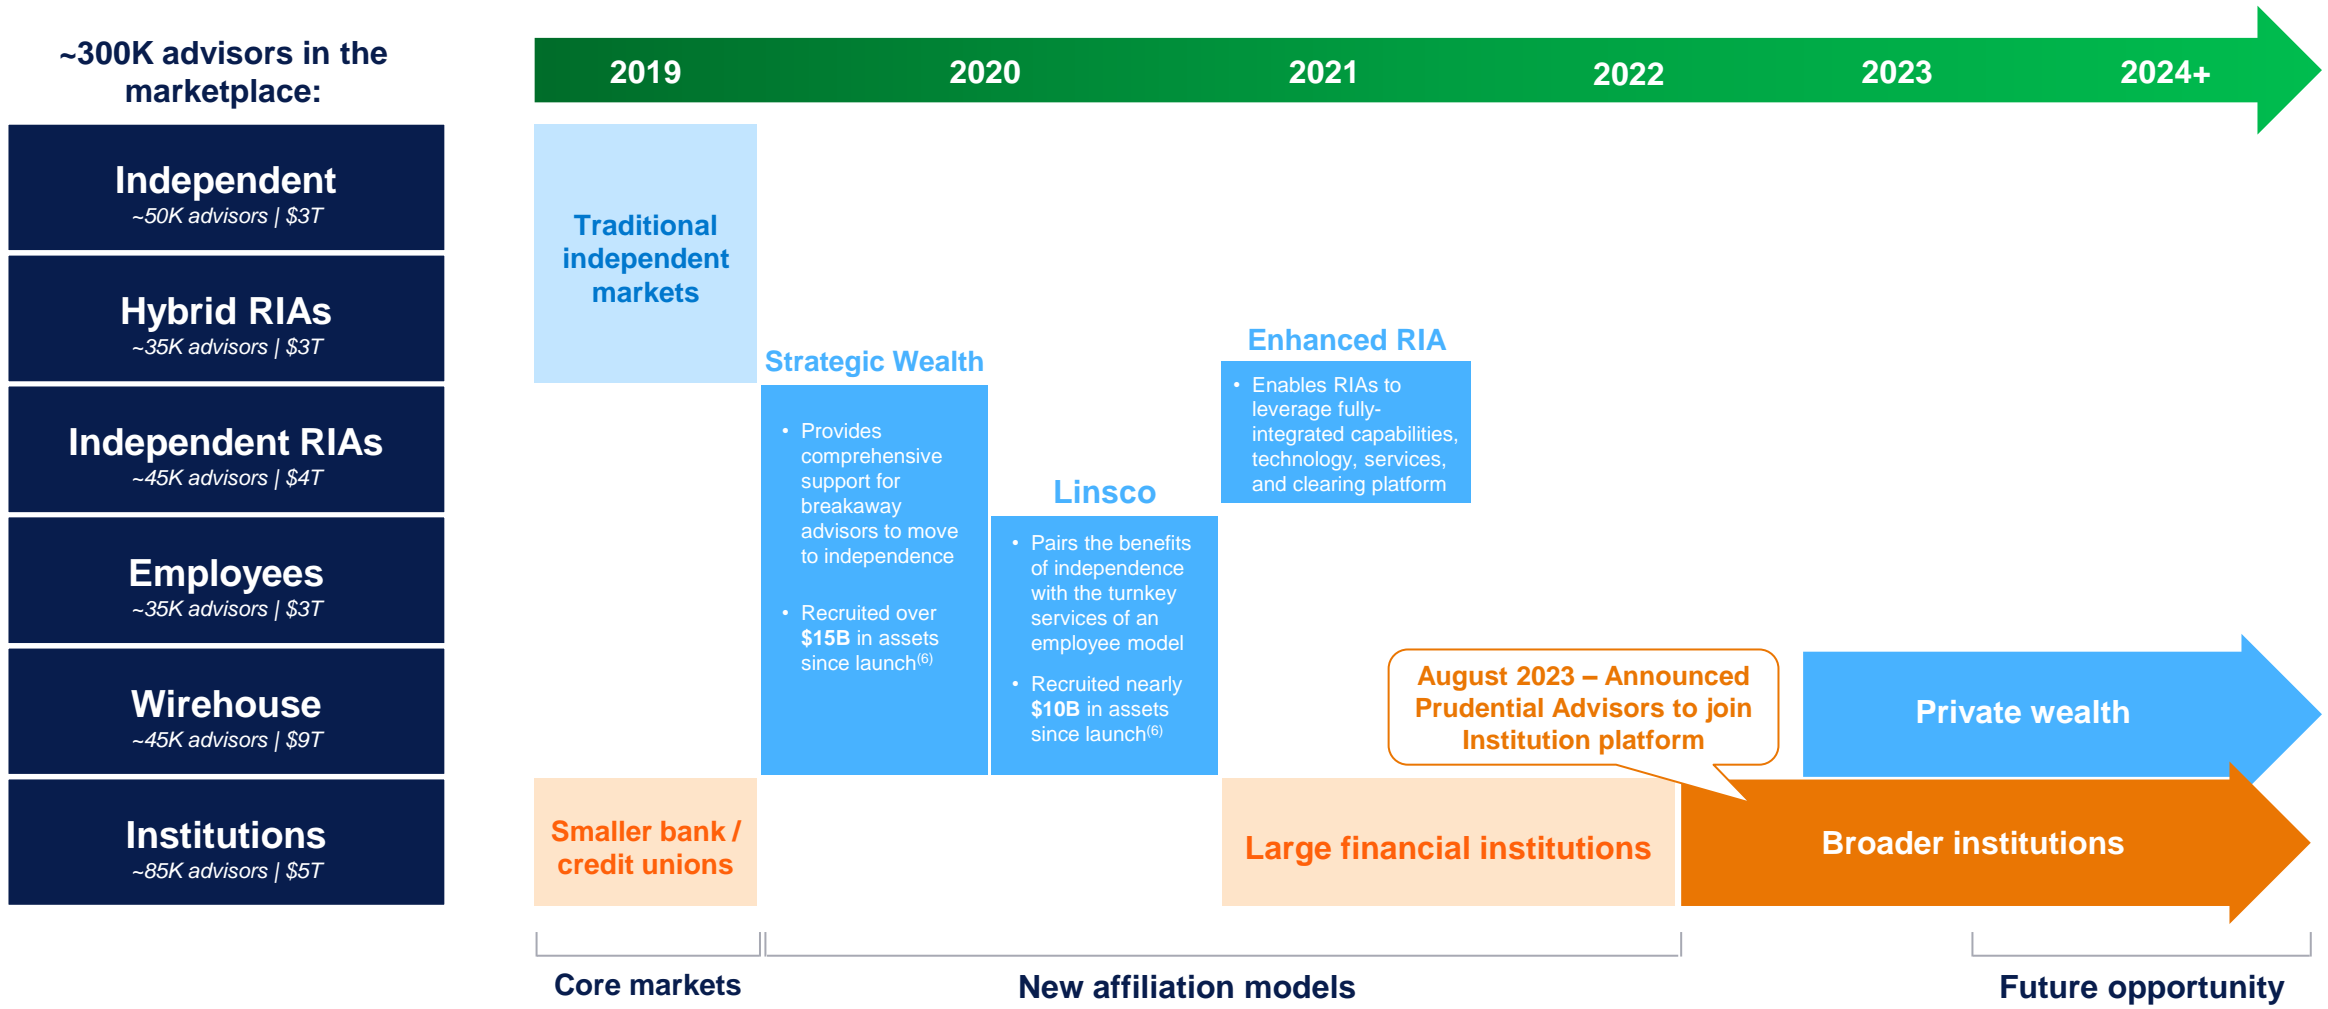 ~300K advisors in the
marketplace:
2019
2020
2021
2022
2023
2024+
Independent
~50K advisors | $3T
Hybrid RIAs
~35K advisors | $3T
Independent RIAs
~45K advisors | $4T
Employees
~35K advisors | $3T
Wirehouse
~45K advisors | $9T
Institutions
~85K advisors | $5T
Traditional
independent
markets
Smaller bank /
credit unions
Strategic Wealth
• Provides
comprehensive
support for
breakaway
advisors to move
to independence
• Recruited over
$15B in assets
since launch(6)
Linsco
• Pairs the benefits
of independence
with the turnkey
services of an
employee model
• Recruited nearly
$10B in assets
since launch(6)
Enhanced RIA
• Enables RIAs to
leverage fully-
integrated capabilities,
technology, services,
and clearing platform
August 2023 – Announced
Prudential Advisors to join
Institution platform
Private wealth
Large financial institutions
Broader institutions
Core markets
New affiliation models
Future opportunity